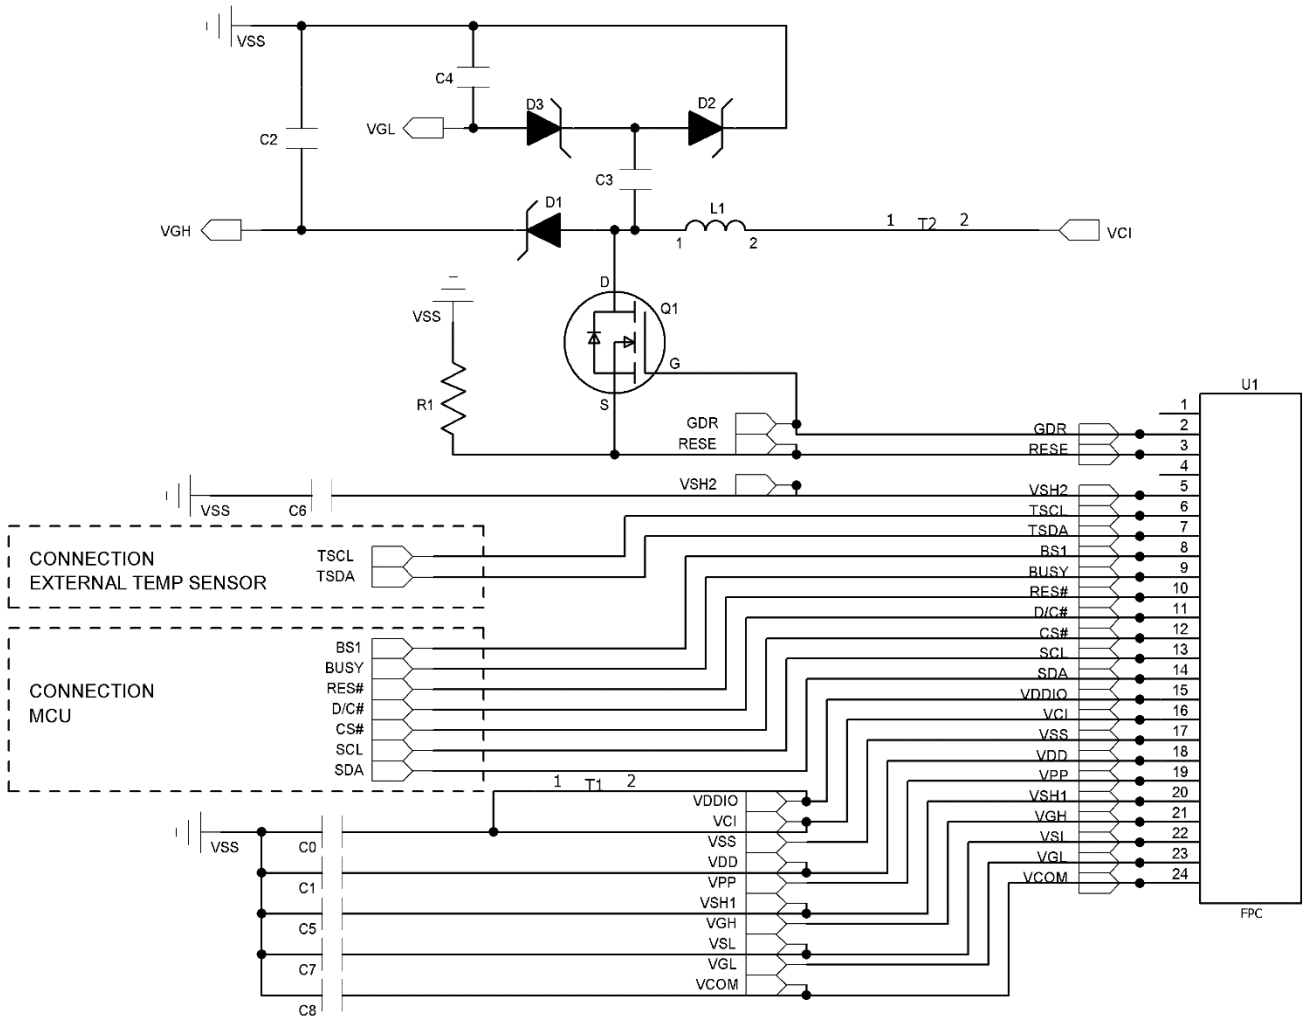 VSS
C4
D3
D2
VGL
C2
C3
D1
L1
1 T2 2
VGH
1
2
VCI
D
Q1
VSS
G
R1
S
U1
1
GDR
GDR
2
RESE
RESE
3
4
VSH2
VSH2
5
VSS
C6
TSCL
6
TSDA
7
CONNECTION
EXTERNAL TEMP SENSOR
TSCL
TSDA
BS1
8
BUSY
9
RES#
10
D/C#
11
CS#
12
SCL
13
SDA
14
VDDIO
15
VCI
16
VSS
17
VDD
18
VPP
19
VSH1
20
VGH
21
VSL
22
VGL
23
VCOM
24
FPC
CONNECTION
MCU
BS1
BUSY
RES#
D/C#
CS#
SCL
SDA
1 T1 2
VDDIO
VCI
VSS
VDD
VPP
VSH1
VGH
VSL
VGL
VCOM
VSS
C0
C1
C5
C7
C8